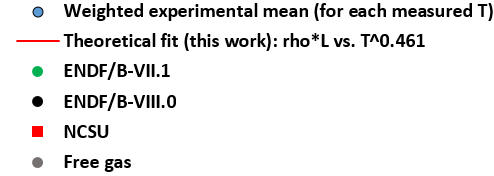 Weighted experimental mean (for each measured T)
Theoretical fit (this work): rho*L vs. T^0.461
ENDF/B-VII.1
ENDF/B-VIII.0
NCSU
Free gas